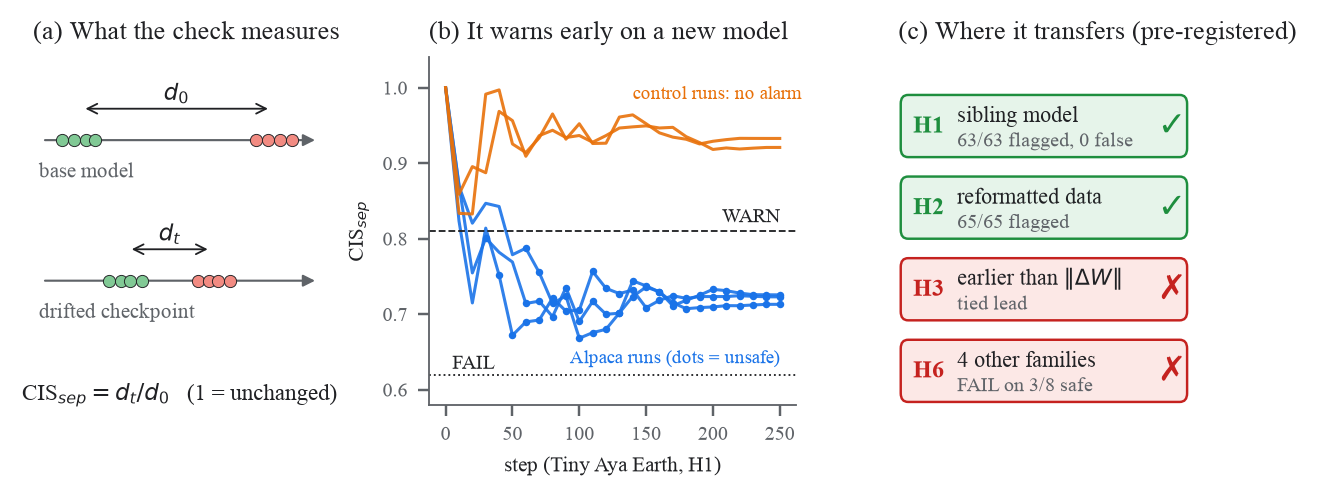 (a) What the check measures
d₀
base model
dₜ
drifted checkpoint
CISₛₑₚ = dₜ/d₀ (1 = unchanged)
(b) It warns early on a new model
control runs: no alarm
WARN
FAIL
Alpaca runs (dots = unsafe)
CISₛₑₚ
1.0
0.9
0.8
0.7
0.6
0 50 100 150 200 250
step (Tiny Aya Earth, H1)
(c) Where it transfers (pre-registered)
H1 sibling model ✓
63/63 flagged, 0 false
H2 reformatted data ✓
65/65 flagged
H3 earlier than ‖ΔW‖ ✗
tied lead
H6 4 other families ✗
FAIL on 3/8 safe